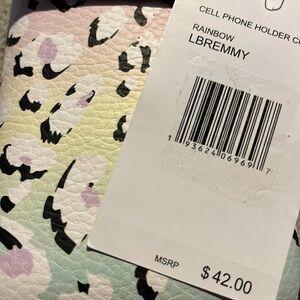 CELL PHONE HOLDER
RAINBOW
LBREMMY
1 93624 06969 7
MSRP $42.00